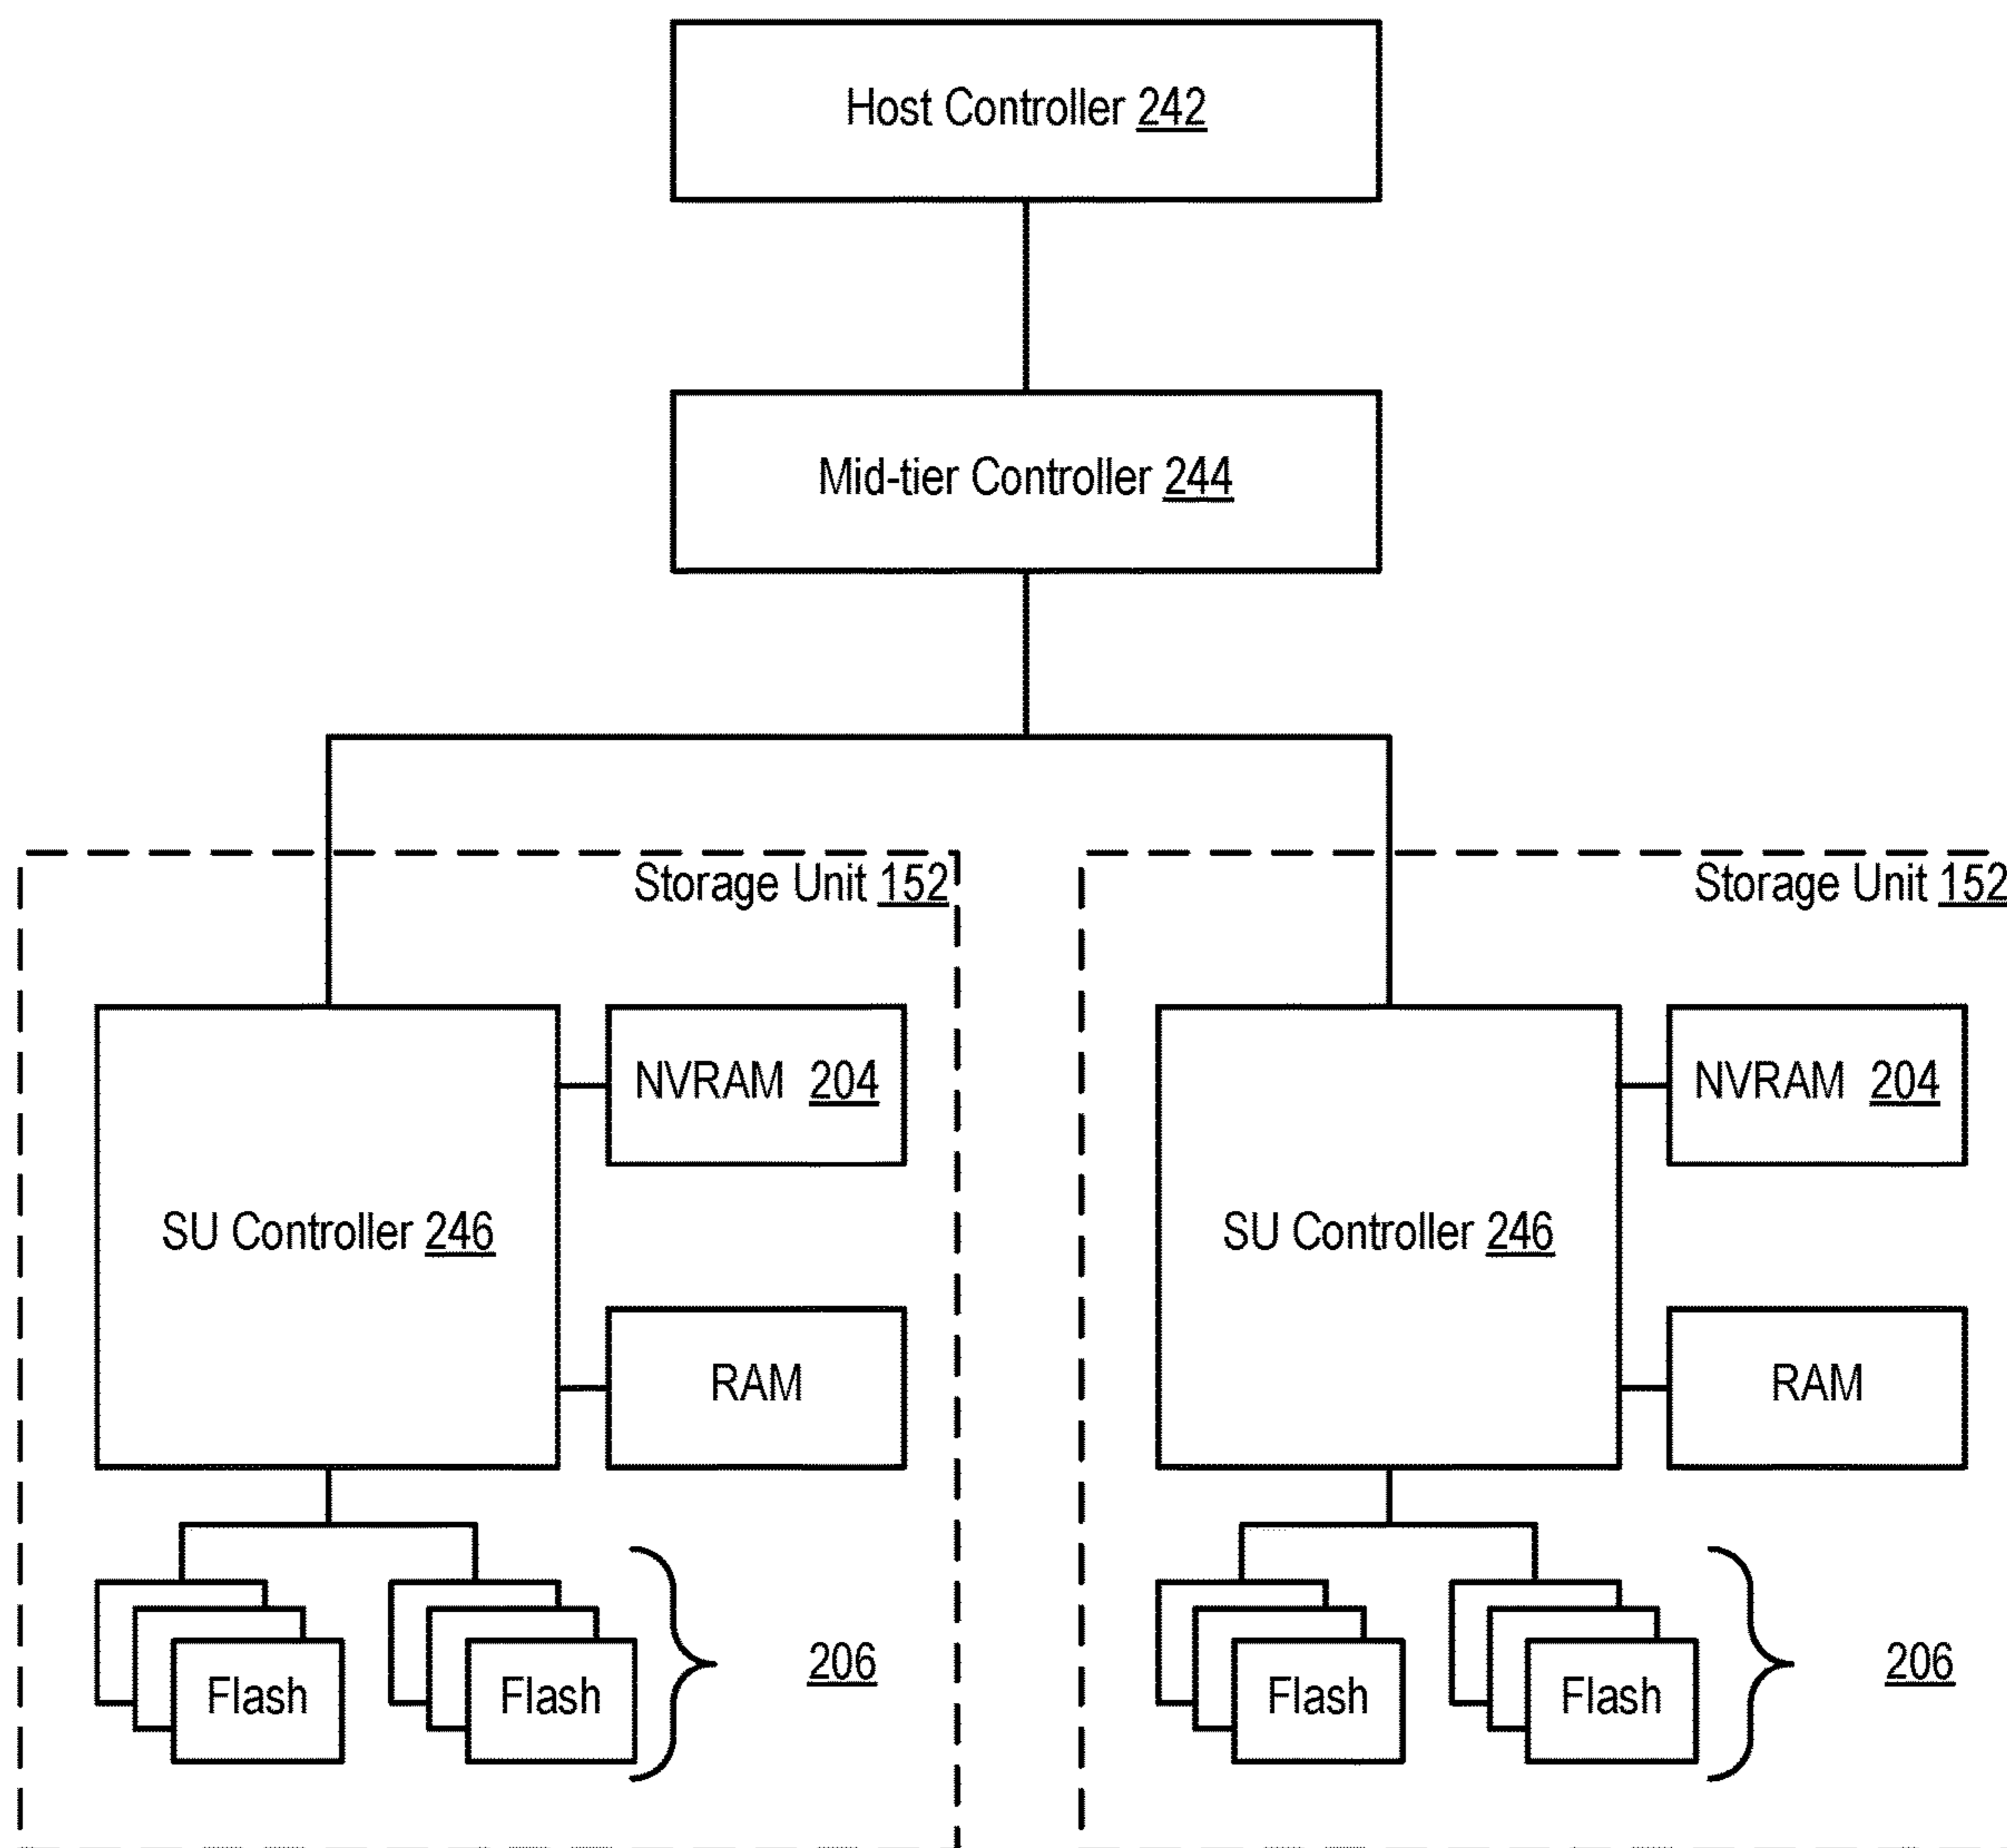 Host Controller 242
Mid-tier Controller 244
Storage Unit 152
Storage Unit 152
NVRAM 204
NVRAM 204
SU Controller 246
SU Controller 246
RAM
RAM
Flash
Flash
206
Flash
Flash
206